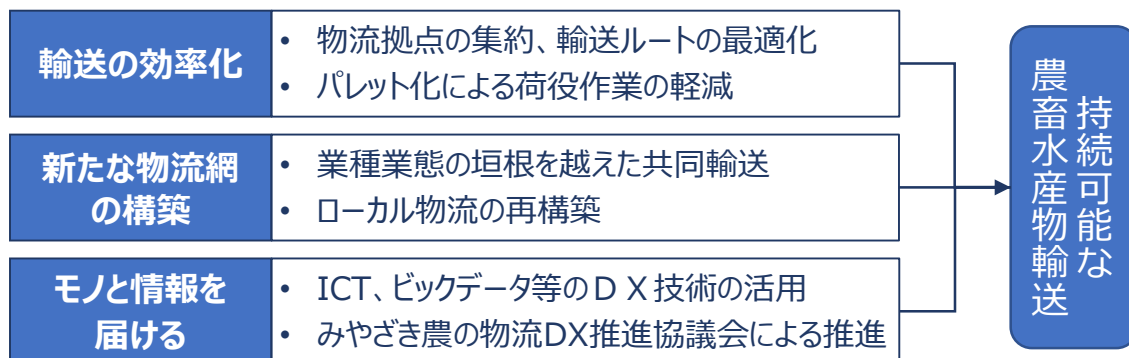 輸送の効率化
• 物流拠点の集約、輸送ルートの最適化
• パレット化による荷役作業の軽減
新たな物流網
の構築
• 業種業態の垣根を越えた共同輸送
• ローカル物流の再構築
モノと情報を
届ける
• ICT、ビックデータ等のＤＸ技術の活用
• みやざき農の物流DX推進協議会による推進
持続可能な
農畜水産物輸送